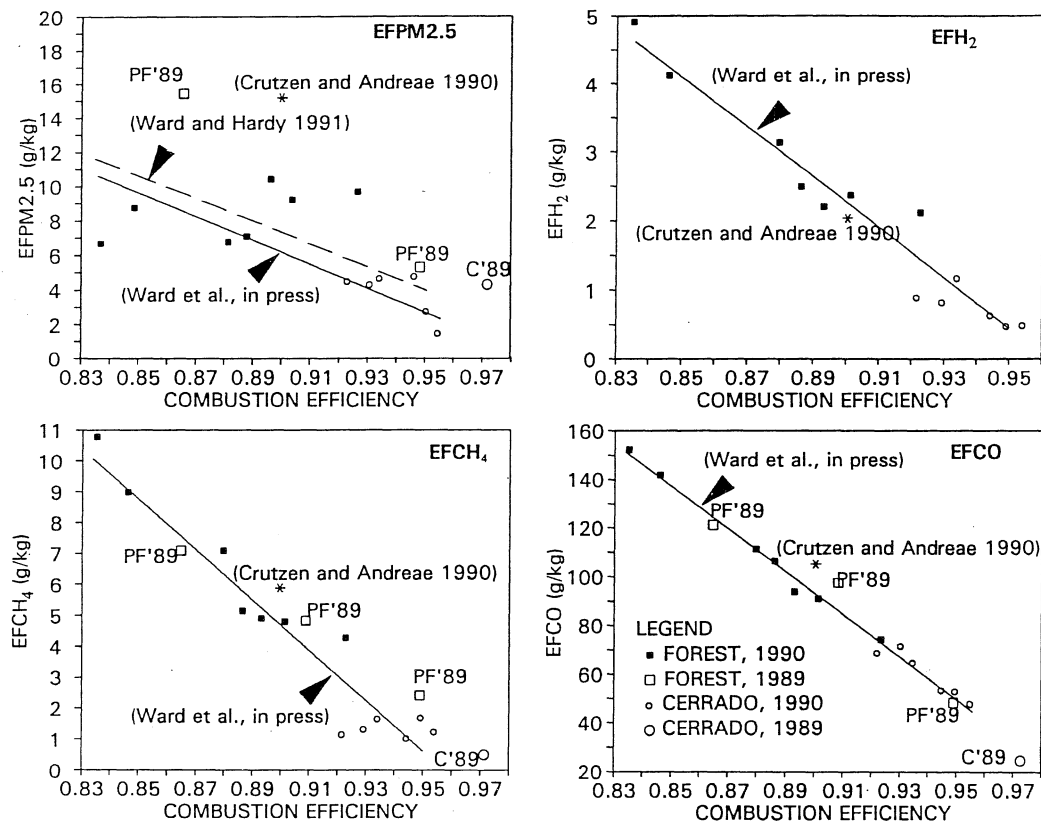 EFPM2.5
20
18
16
14
12
10
8
6
4
2
0
EFPM2.5 (g/kg)
PF'89
(Crutzen and Andreae 1990)
(Ward and Hardy 1991)
PF'89
C'89
(Ward et al., in press)
0.83 0.85 0.87 0.89 0.91 0.93 0.95 0.97
COMBUSTION EFFICIENCY
EFH2
5
4
3
2
1
0
EFH2 (g/kg)
(Ward et al., in press)
(Crutzen and Andreae 1990)
0.83 0.85 0.87 0.89 0.91 0.93 0.95
COMBUSTION EFFICIENCY
EFCH4
11
10
9
8
7
6
5
4
3
2
1
0
EFCH4 (g/kg)
PF'89
(Crutzen and Andreae 1990)
PF'89
PF'89
(Ward et al., in press)
C'89
0.83 0.85 0.87 0.89 0.91 0.93 0.95 0.97
COMBUSTION EFFICIENCY
EFCO
160
140
120
100
80
60
40
20
EFCO (g/kg)
(Ward et al., in press)
PF'89
(Crutzen and Andreae 1990)
PF'89
LEGEND
FOREST, 1990
FOREST, 1989
CERRADO, 1990
CERRADO, 1989
PF'89
C'89
0.83 0.85 0.87 0.89 0.91 0.93 0.95 0.97
COMBUSTION EFFICIENCY